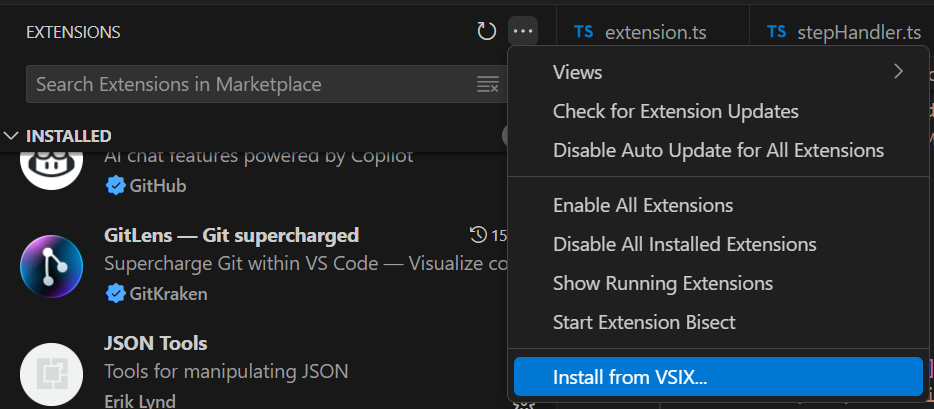 EXTENSIONS
TS extension.ts
TS stepHandler.ts
Search Extensions in Marketplace
INSTALLED
AI chat features powered by Copilot
GitHub
GitLens — Git supercharged
15
Supercharge Git within VS Code — Visualize co
GitKraken
JSON Tools
Tools for manipulating JSON
Erik Lynd
Views
Check for Extension Updates
Disable Auto Update for All Extensions
Enable All Extensions
Disable All Installed Extensions
Show Running Extensions
Start Extension Bisect
Install from VSIX...